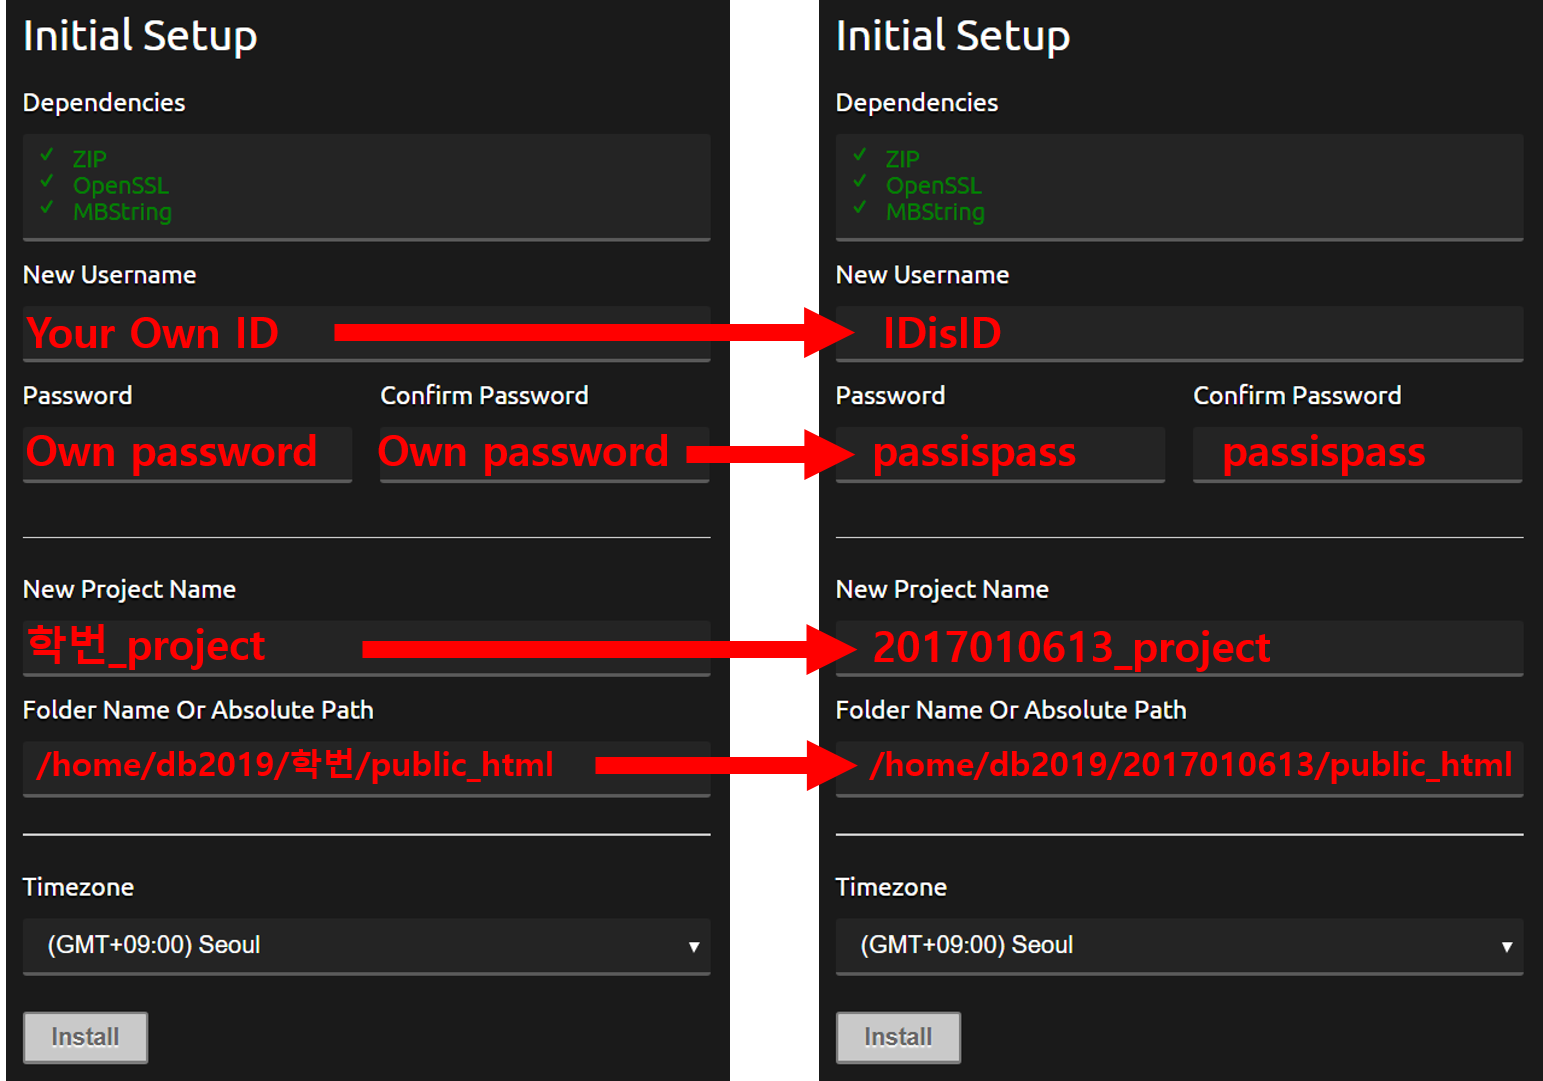 Initial Setup
Dependencies
ZIP
OpenSSL
MBString
New Username
Your Own ID
Password Confirm Password
Own password Own password
New Project Name
학번_project
Folder Name Or Absolute Path
/home/db2019/학번/public_html
Timezone
(GMT+09:00) Seoul
Install
Initial Setup
Dependencies
ZIP
OpenSSL
MBString
New Username
IDisID
Password Confirm Password
passispass passispass
New Project Name
2017010613_project
Folder Name Or Absolute Path
/home/db2019/2017010613/public_html
Timezone
(GMT+09:00) Seoul
Install